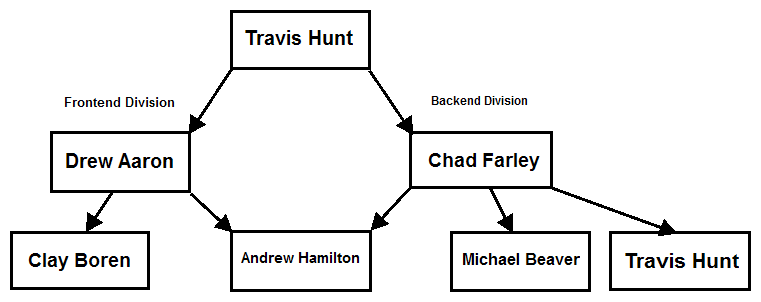 Travis Hunt
Frontend Division
Backend Division
Drew Aaron
Chad Farley
Clay Boren
Andrew Hamilton
Michael Beaver
Travis Hunt